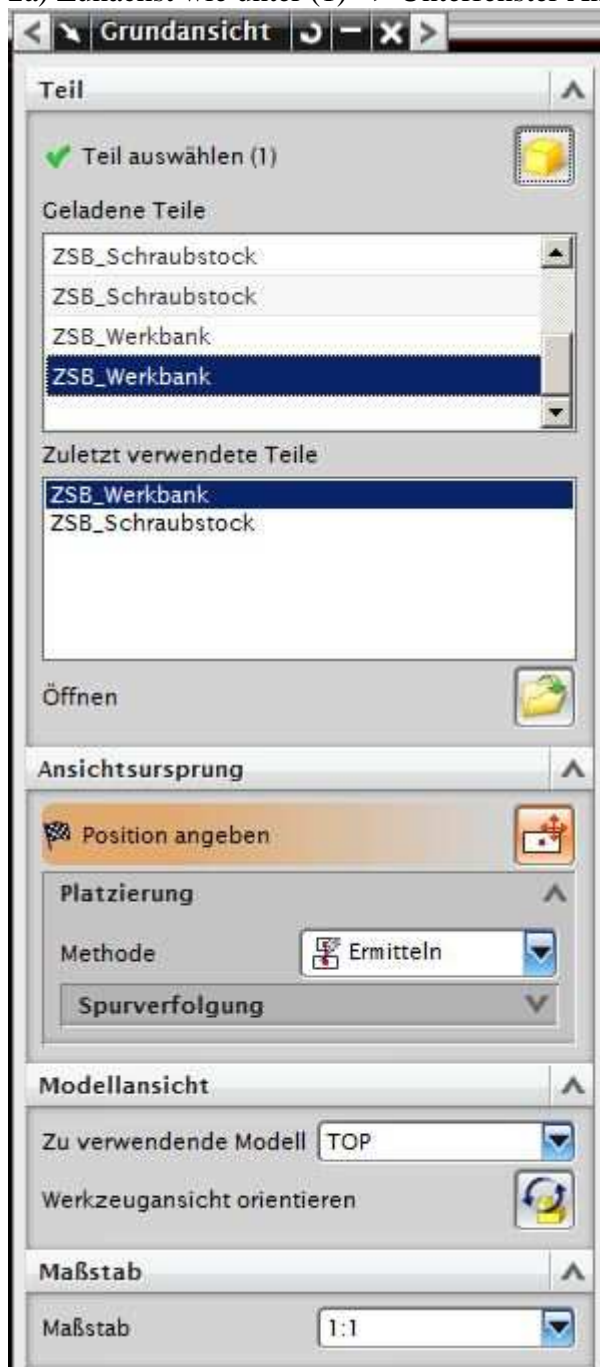 Grundansicht
Teil
Teil auswählen (1)
Geladene Teile
ZSB_Schraubstock
ZSB_Schraubstock
ZSB_Werkbank
ZSB_Werkbank
Zuletzt verwendete Teile
ZSB_Werkbank
ZSB_Schraubstock
Öffnen
Ansichtsursprung
Position angeben
Platzierung
Methode Ermitteln
Spurverfolgung
Modellansicht
Zu verwendende Modell TOP
Werkzeugansicht orientieren
Maßstab
Maßstab 1:1